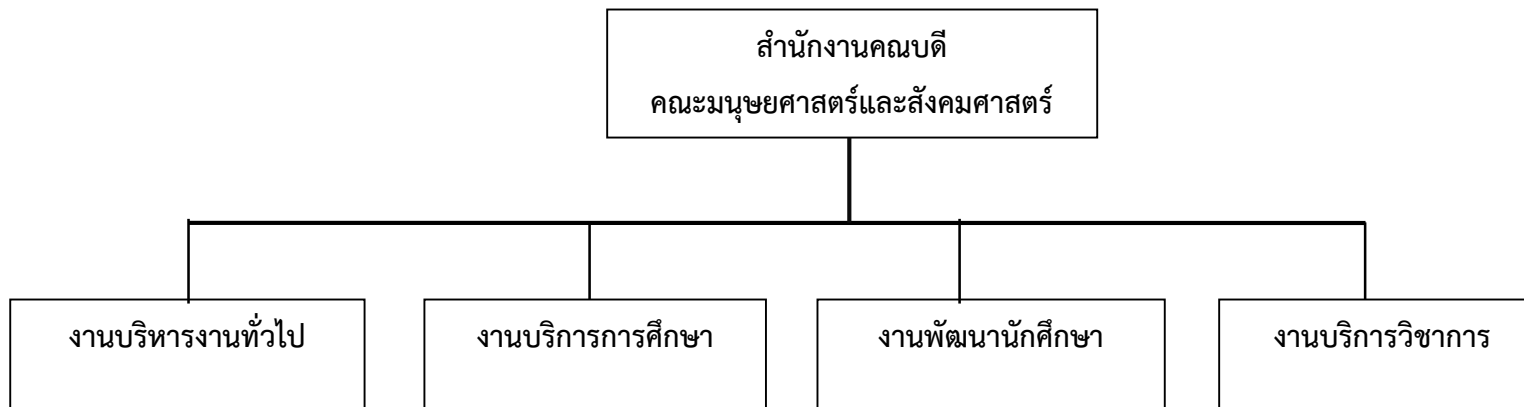 สำนักงานคณบดี
คณะมนุษยศาสตร์และสังคมศาสตร์
งานบริหารงานทั่วไป
งานบริการการศึกษา
งานพัฒนานักศึกษา
งานบริการวิชาการ